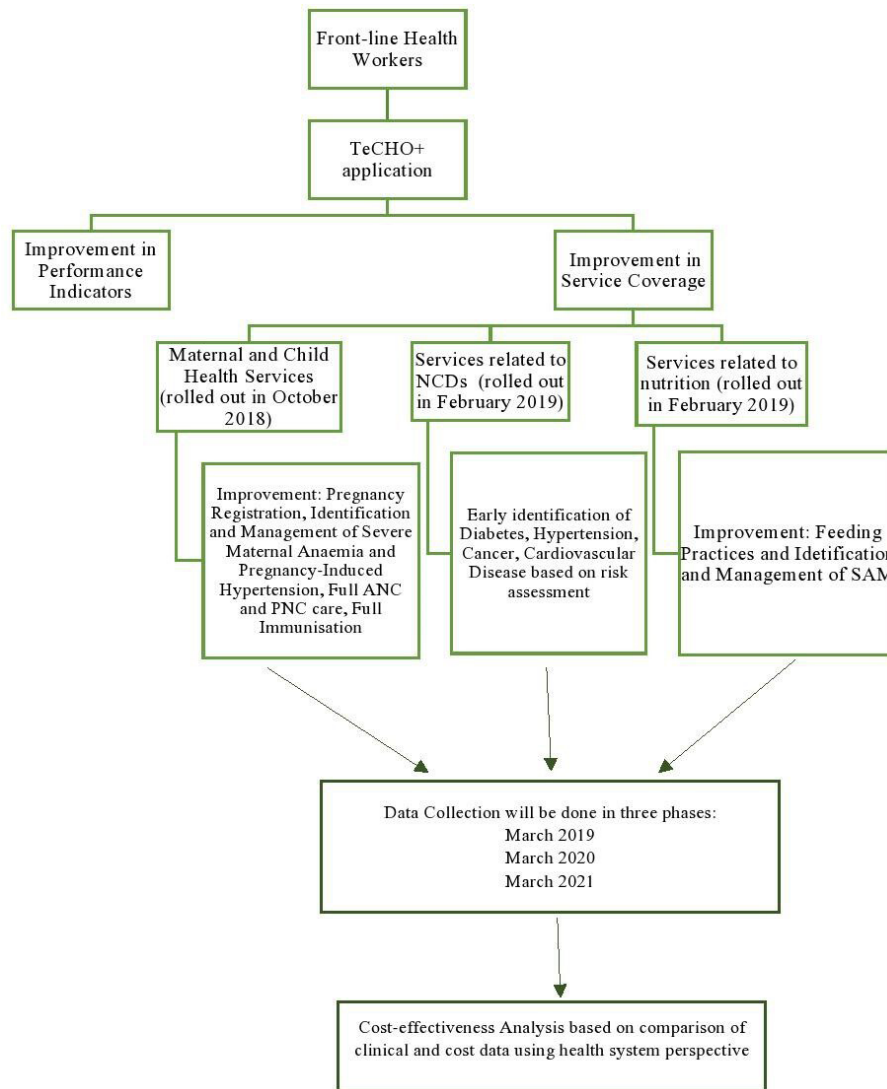 Front-line Health
Workers
TeCHO+
application
Improvement in
Performance
Indicators
Improvement in
Service Coverage
Maternal and Child
Health Services
(rolled out in October
2018)
Services related to
NCDs (rolled out
in February 2019)
Services related to
nutrition (rolled out
in February 2019)
Improvement: Pregnancy
Registration, Identification
and Management of Severe
Maternal Anaemia and
Pregnancy-Induced
Hypertension, Full ANC
and PNC care, Full
Immunisation
Early identification of
Diabetes, Hypertension,
Cancer, Cardiovascular
Disease based on risk
assessment
Improvement: Feeding
Practices and Idetification
and Management of SAM
Data Collection will be done in three phases:
March 2019
March 2020
March 2021
Cost-effectiveness Analysis based on comparison of
clinical and cost data using health system perspective